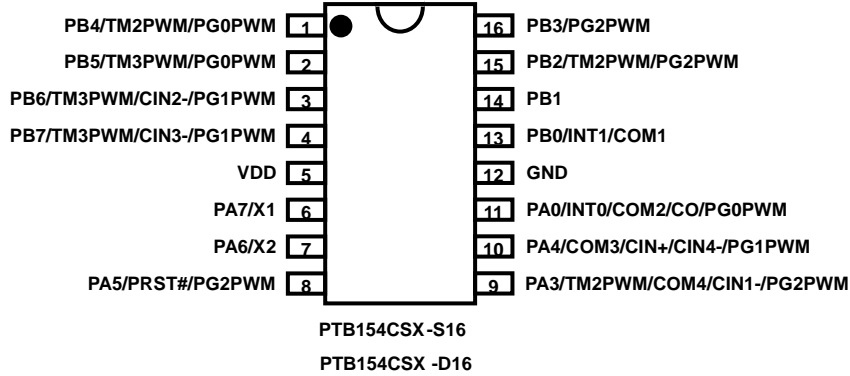 PB4/TM2PWM/PG0PWM 1 16 PB3/PG2PWM
PB5/TM3PWM/PG0PWM 2 15 PB2/TM2PWM/PG2PWM
PB6/TM3PWM/CIN2-/PG1PWM 3 14 PB1
PB7/TM3PWM/CIN3-/PG1PWM 4 13 PB0/INT1/COM1
VDD 5 12 GND
PA7/X1 6 11 PA0/INT0/COM2/CO/PG0PWM
PA6/X2 7 10 PA4/COM3/CIN+/CIN4-/PG1PWM
PA5/PRST#/PG2PWM 8 9 PA3/TM2PWM/COM4/CIN1-/PG2PWM
PTB154CSX-S16
PTB154CSX -D16